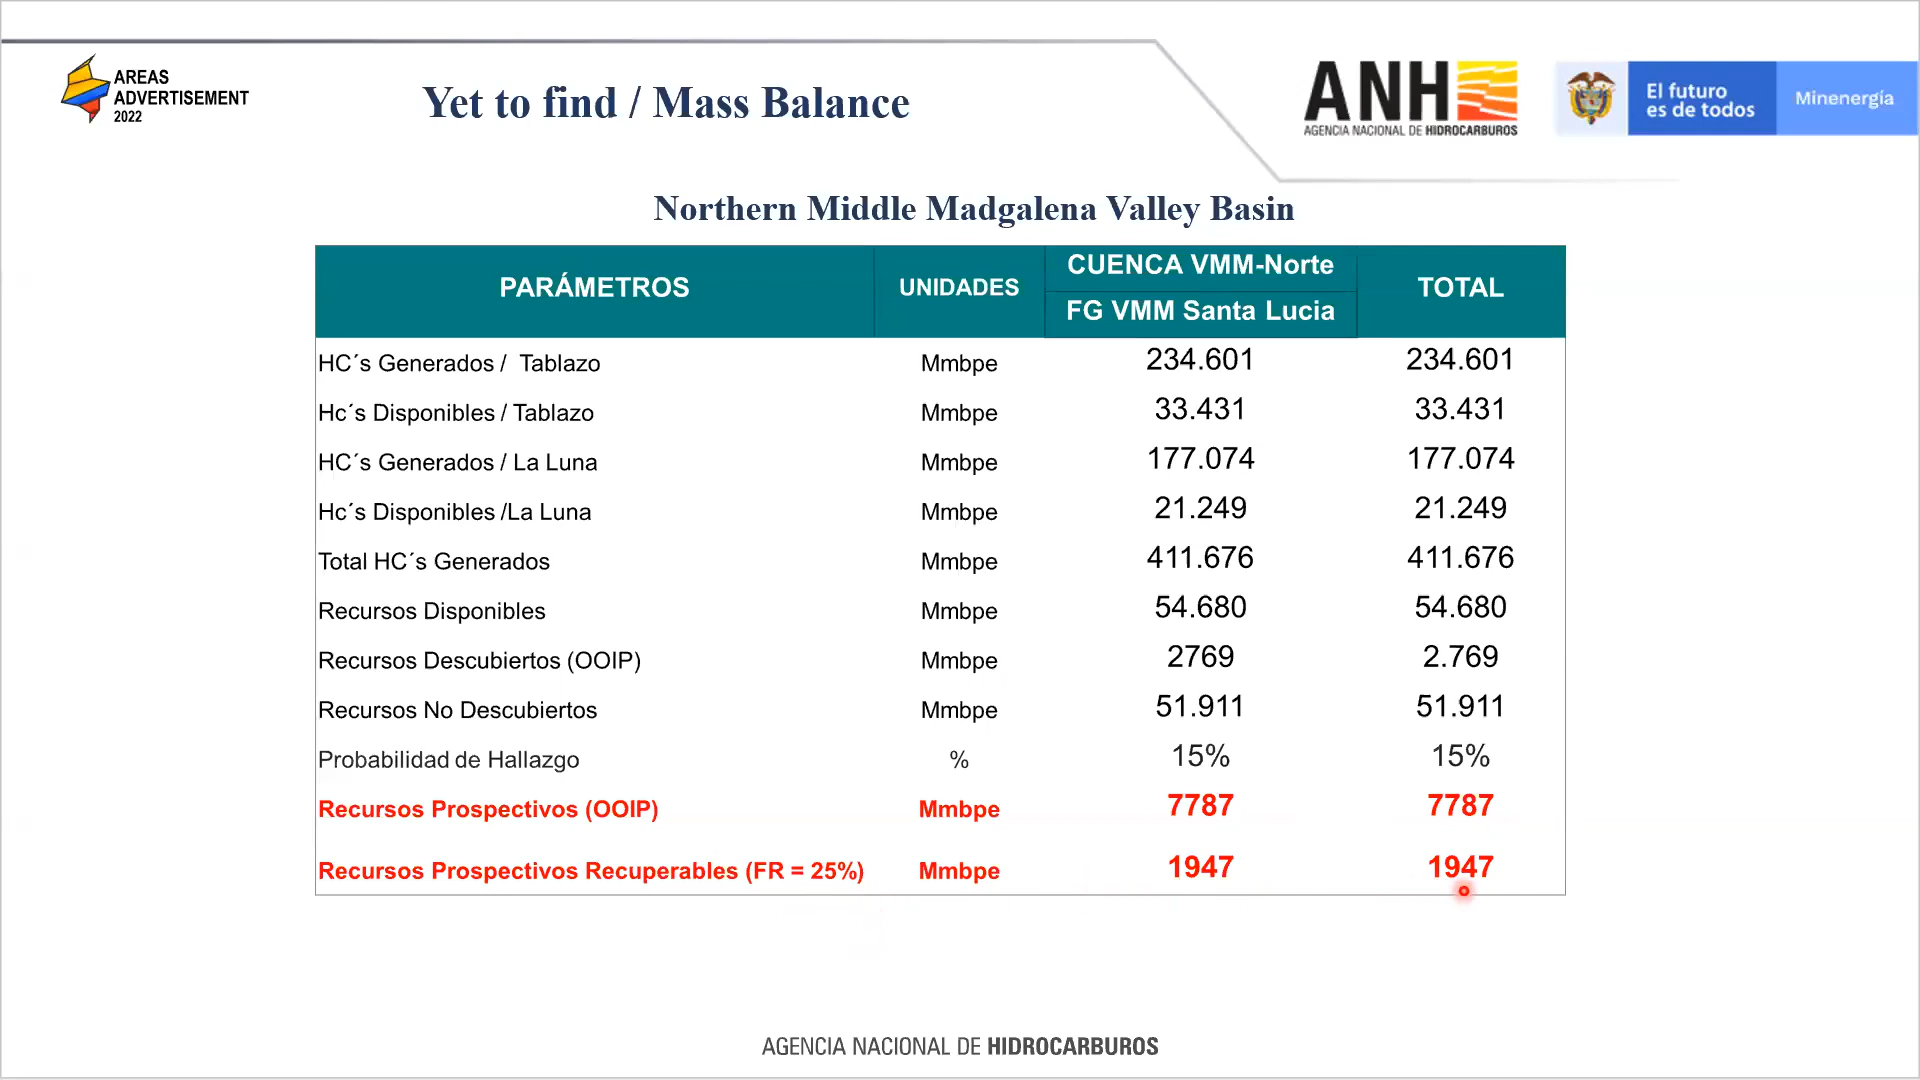 AREAS
ADVERTISEMENT
2022
Yet to find / Mass Balance
ANH
AGENCIA NACIONAL DE HIDROCARBUROS
El futuro
es de todos
Minenergía
Northern Middle Madgalena Valley Basin
PARÁMETROS UNIDADES CUENCA VMM-Norte TOTAL
FG VMM Santa Lucia
HC´s Generados / Tablazo Mmbpe 234.601 234.601
Hc´s Disponibles / Tablazo Mmbpe 33.431 33.431
HC´s Generados / La Luna Mmbpe 177.074 177.074
Hc´s Disponibles /La Luna Mmbpe 21.249 21.249
Total HC´s Generados Mmbpe 411.676 411.676
Recursos Disponibles Mmbpe 54.680 54.680
Recursos Descubiertos (OOIP) Mmbpe 2769 2.769
Recursos No Descubiertos Mmbpe 51.911 51.911
Probabilidad de Hallazgo % 15% 15%
Recursos Prospectivos (OOIP) Mmbpe 7787 7787
Recursos Prospectivos Recuperables (FR = 25%) Mmbpe 1947 1947
AGENCIA NACIONAL DE HIDROCARBUROS